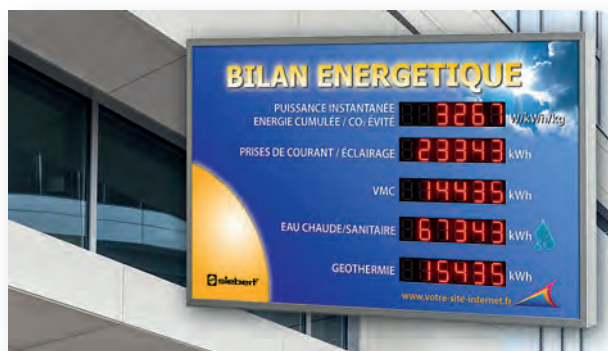 BILAN ENERGETIQUE
PUISSANCE INSTANTANÉE
ENERGIE CUMULÉE / CO₂ ÉVITÉ 3267 W/kWh/kg
PRISES DE COURANT / ÉCLAIRAGE 23343 kWh
VMC 14435 kWh
EAU CHAUDE/SANITAIRE 67343 kWh
GEOTHERMIE 15435 kWh
siebert
www.votre-site-internet.fr